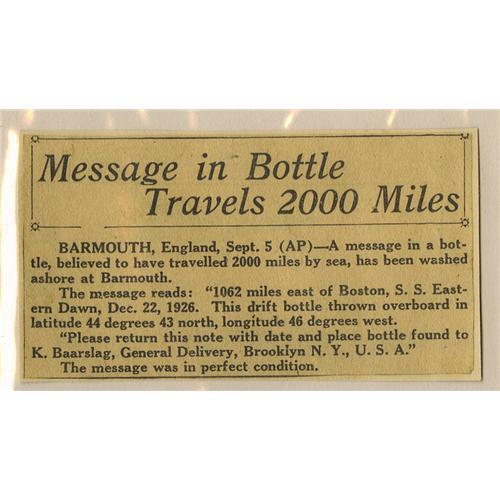 Message in Bottle
Travels 2000 Miles
BARMOUTH, England, Sept. 5 (AP)—A message in a bot-
tle, believed to have travelled 2000 miles by sea, has been washed
ashore at Barmouth.
The message reads: "1062 miles east of Boston, S. S. East-
ern Dawn, Dec. 22, 1926. This drift bottle thrown overboard in
latitude 44 degrees 43 north, longitude 46 degrees west.
"Please return this note with date and place bottle found to
K. Baarslag, General Delivery, Brooklyn N. Y., U. S. A."
The message was in perfect condition.